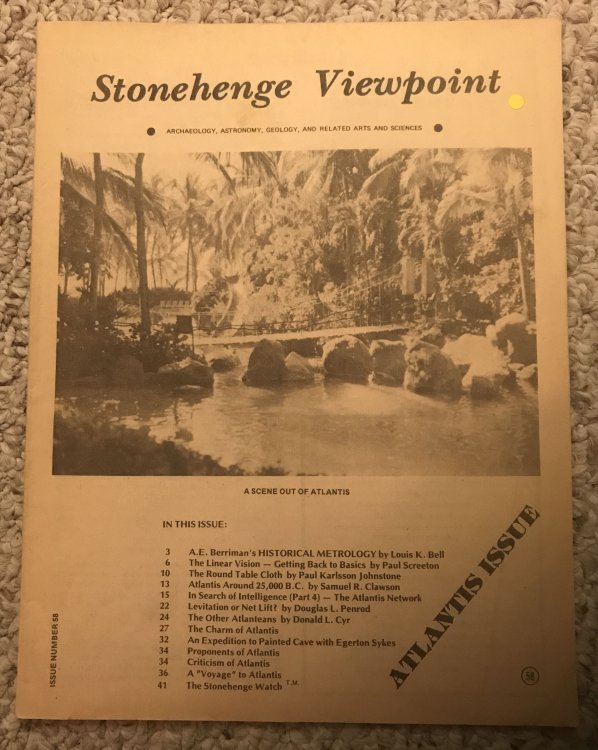 Stonehenge Viewpoint
ARCHAEOLOGY, ASTRONOMY, GEOLOGY, AND RELATED ARTS AND SCIENCES
A SCENE OUT OF ATLANTIS
IN THIS ISSUE:
3 A.E. Berriman's HISTORICAL METROLOGY by Louis K. Bell
6 The Linear Vision — Getting Back to Basics by Paul Screeton
10 The Round Table Cloth by Paul Karlsson Johnstone
13 Atlantis Around 25,000 B.C. by Samuel R. Clawson
15 In Search of Intelligence (Part 4) — The Atlantis Network
22 Levitation or Net Lift? by Douglas L. Penrod
24 The Other Atlanteans by Donald L. Cyr
27 The Charm of Atlantis
32 An Expedition to Painted Cave with Egerton Sykes
34 Proponents of Atlantis
34 Criticism of Atlantis
36 A "Voyage" to Atlantis
41 The Stonehenge Watch T.M.
ATLANTIS ISSUE
ISSUE NUMBER 58
58